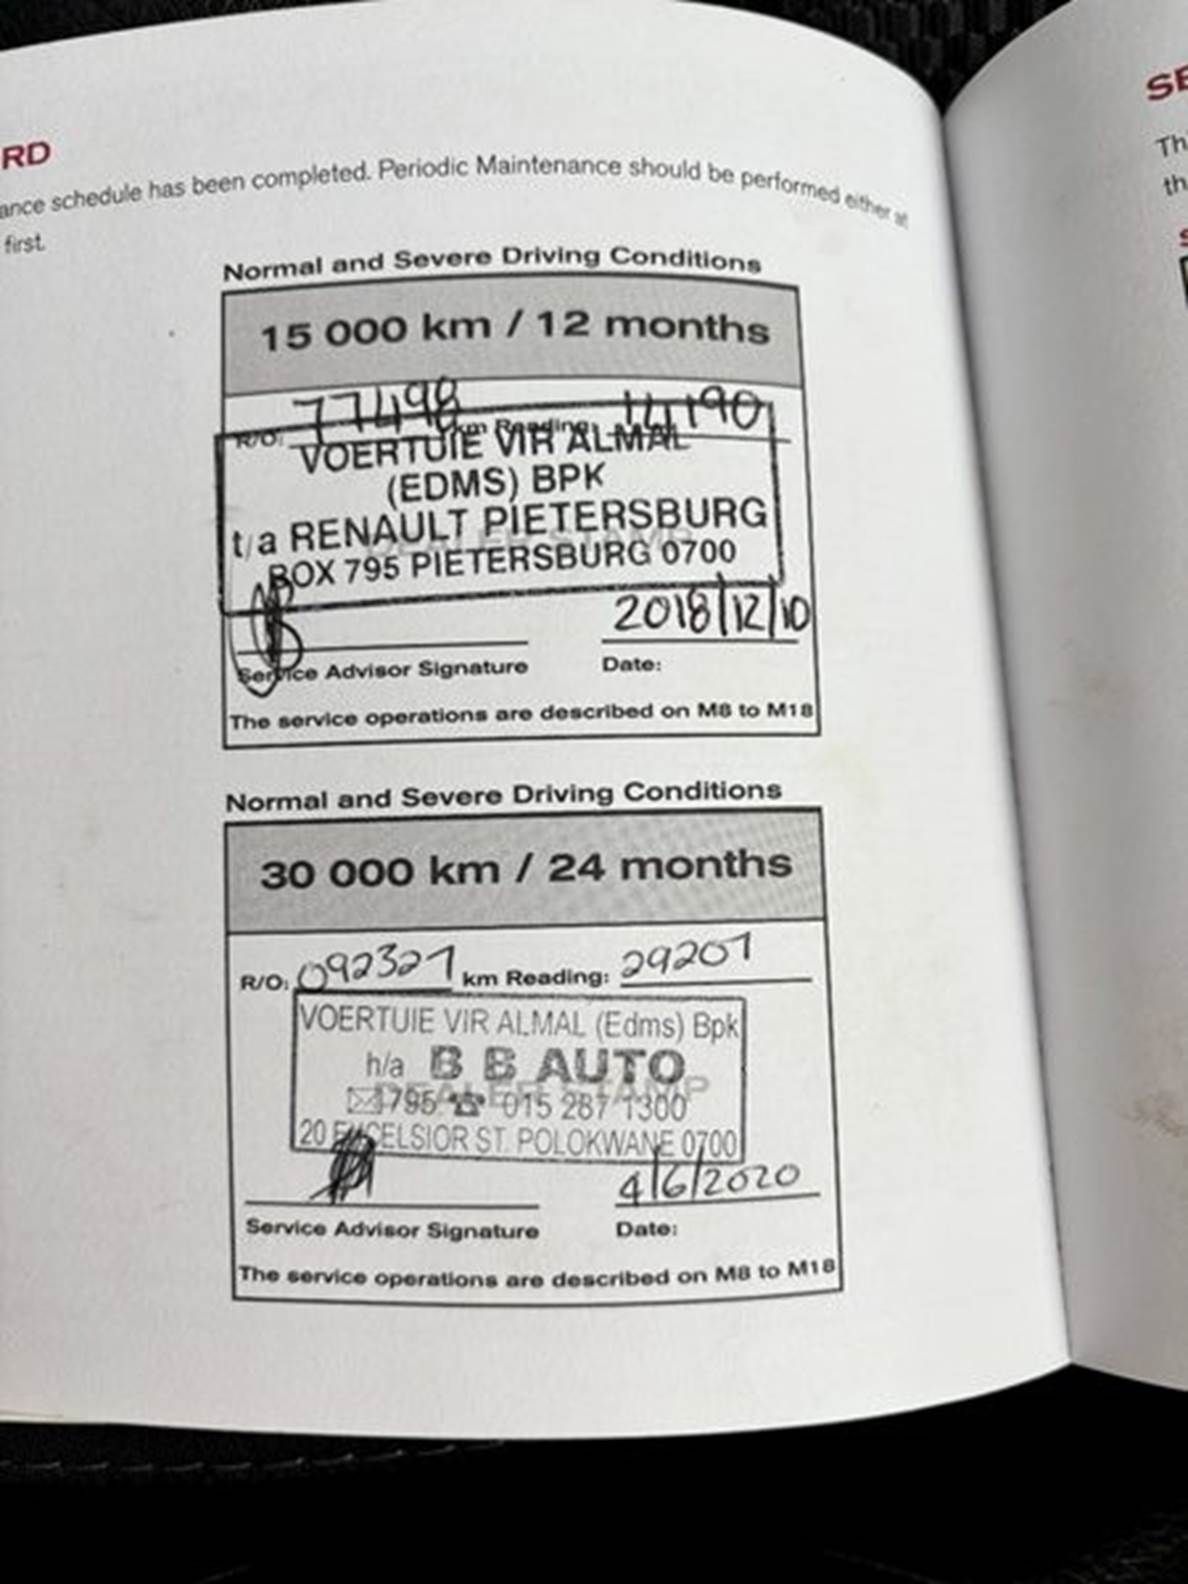 RD
ance schedule has been completed. Periodic Maintenance should be performed either at
first.
Normal and Severe Driving Conditions
15 000 km / 12 months
R/O: 77498 km Reading: 14190
VOERTUIE VIR ALMAL
(EDMS) BPK
t/a RENAULT PIETERSBURG
DEALER STAMP
BOX 795 PIETERSBURG 0700
2018/12/10
Service Advisor Signature Date:
The service operations are described on M8 to M18
Normal and Severe Driving Conditions
30 000 km / 24 months
R/O: 092327 km Reading: 29207
VOERTUIE VIR ALMAL (Edms) Bpk
h/a B B AUTO
DEALER STAMP
795 015 287 1300
20 EXCELSIOR ST. POLOKWANE 0700
4/6/2020
Service Advisor Signature Date:
The service operations are described on M8 to M18
SE
Th
th
S